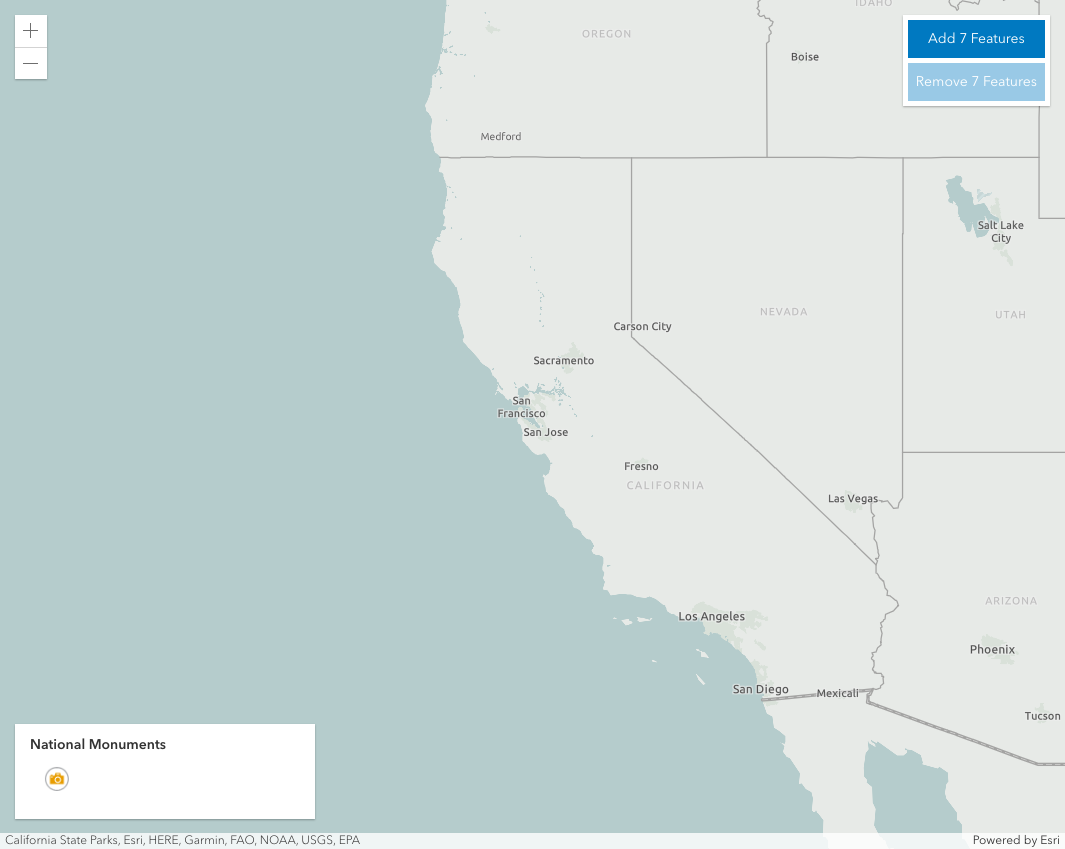 IDAHO
OREGON
Add 7 Features
Boise
Remove 7 Features
Medford
Salt Lake
City
NEVADA
UTAH
Carson City
Sacramento
San
Francisco
San Jose
Fresno
CALIFORNIA
Las Vegas
ARIZONA
Los Angeles
Phoenix
San Diego
Mexicali
Tucson
National Monuments
California State Parks, Esri, HERE, Garmin, FAO, NOAA, USGS, EPA
Powered by Esri